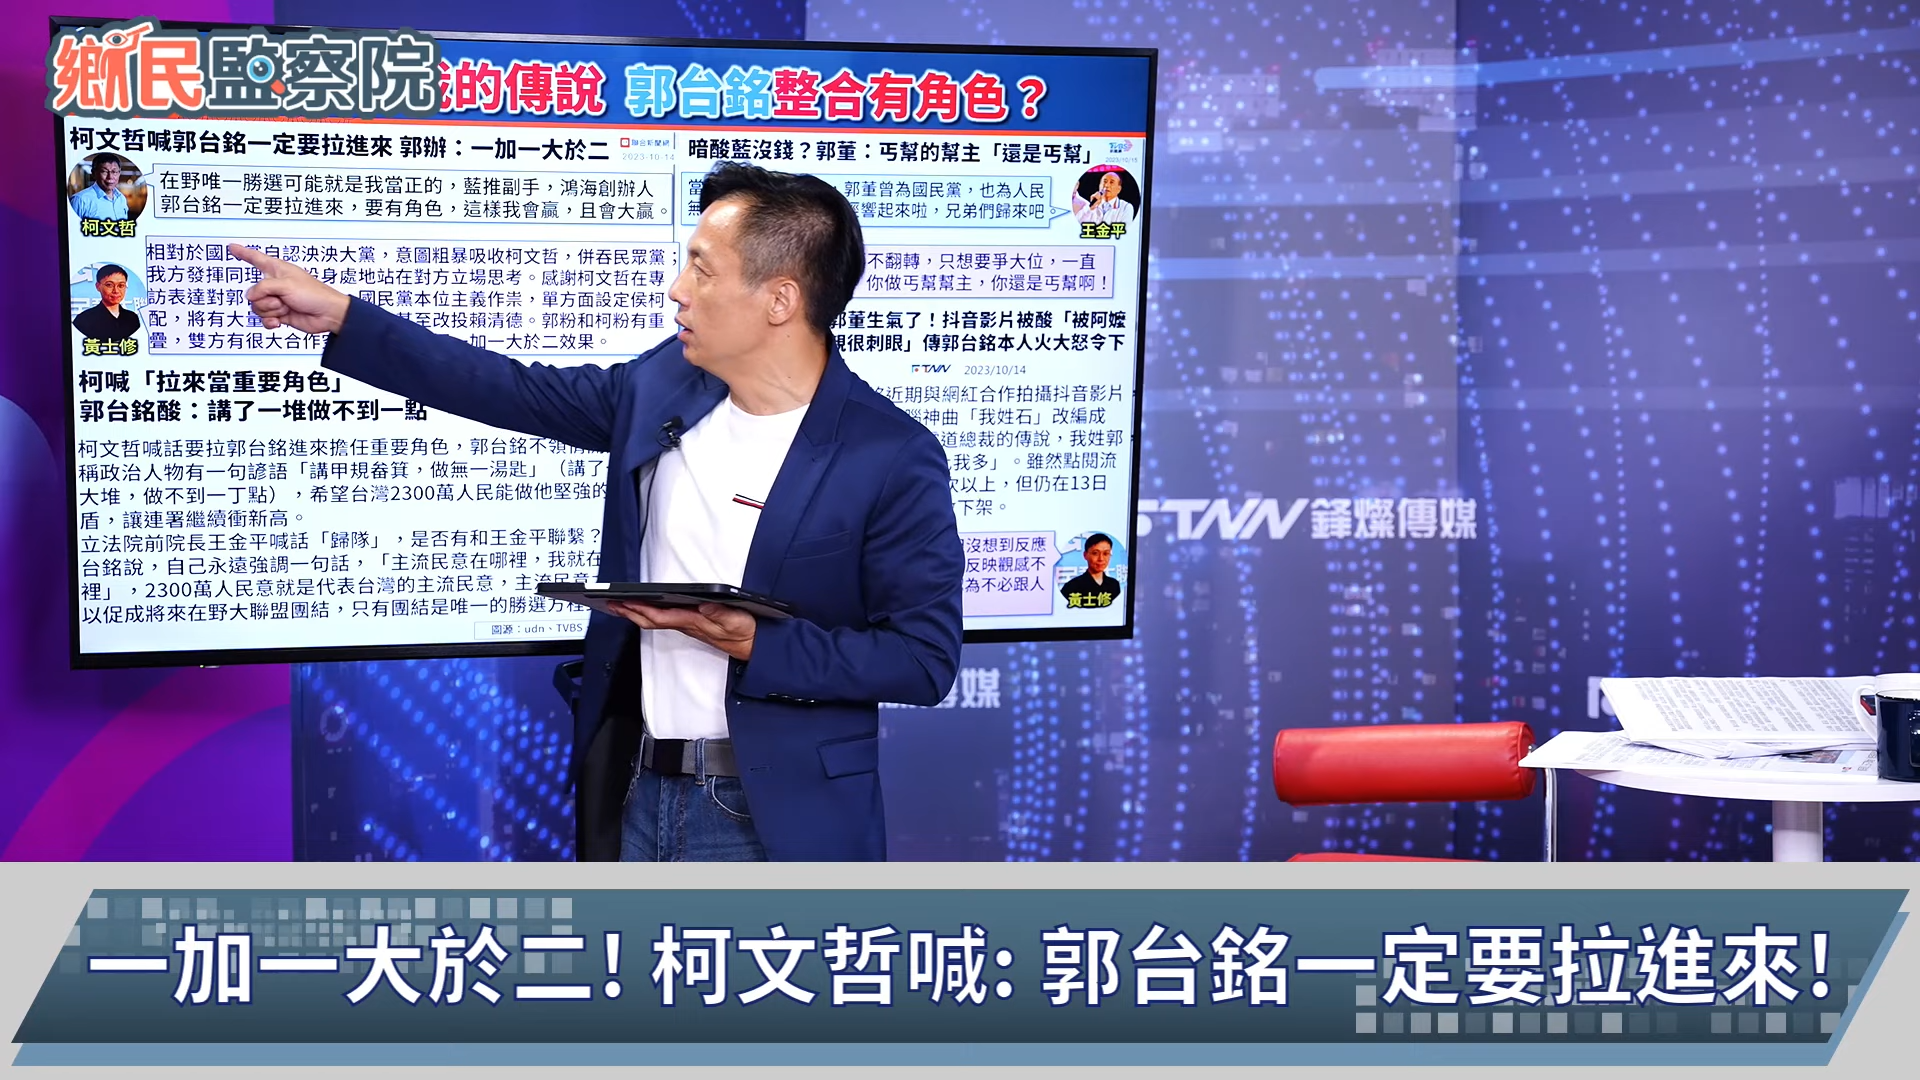 鄉民監察院
的傳說 郭台銘整合有角色？
柯文哲喊郭台銘一定要拉進來 郭辦：一加一大於二
聯合新聞網
2023-10-14
在野唯一勝選可能就是我當正的，藍推副手，鴻海創辦人
郭台銘一定要拉進來，要有角色，這樣我會贏，且會大贏。
柯文哲
相對於國民黨自認泱泱大黨，意圖粗暴吸收柯文哲，併吞民眾黨；
我方發揮同理 身處地站在對方立場思考。感謝柯文哲在專
訪表達對郭 國民黨本位主義作祟，單方面設定侯柯
配，將有大量 甚至改投賴清德。郭粉和柯粉有重
疊，雙方有很大合作 一加一大於二效果。
黃士修
柯喊「拉來當重要角色」
郭台銘酸：講了一堆做不到一點
柯文哲喊話要拉郭台銘進來擔任重要角色，郭台銘不領情
稱政治人物有一句諺語「講甲規畚箕，做無一湯匙」（講了
大堆，做不到一丁點），希望台灣2300萬人民能做他堅強的
盾，讓連署繼續衝新高。
立法院前院長王金平喊話「歸隊」，是否有和王金平聯繫？
台銘說，自己永遠強調一句話，「主流民意在哪裡，我就在
裡」，2300萬人民意就是代表台灣的主流民意，主流民意
以促成將來在野大聯盟團結，只有團結是唯一的勝選方程
圖源：udn、TVBS
暗酸藍沒錢？郭董：丐幫的幫主「還是丐幫」
TVBS
2023/10/15
當 郭董曾為國民黨，也為人民
無 響起來啦，兄弟們歸來吧。
王金平
不翻轉，只想要爭大位，一直
你做丐幫幫主，你還是丐幫啊！
郭董生氣了！抖音影片被酸「被阿嬤
親很刺眼」傳郭台銘本人火大怒令下
FTNN 2023/10/14
近期與網紅合作拍攝抖音影片
腦神曲「我姓石」改編成
道總裁的傳說，我姓郭
我多」。雖然點閱流
次以上，但仍在13日
下架。
沒想到反應
反映觀感不
為不必跟人
黃士修
FTNN 鋒燦傳媒
傳媒
一加一大於二! 柯文哲喊: 郭台銘一定要拉進來!